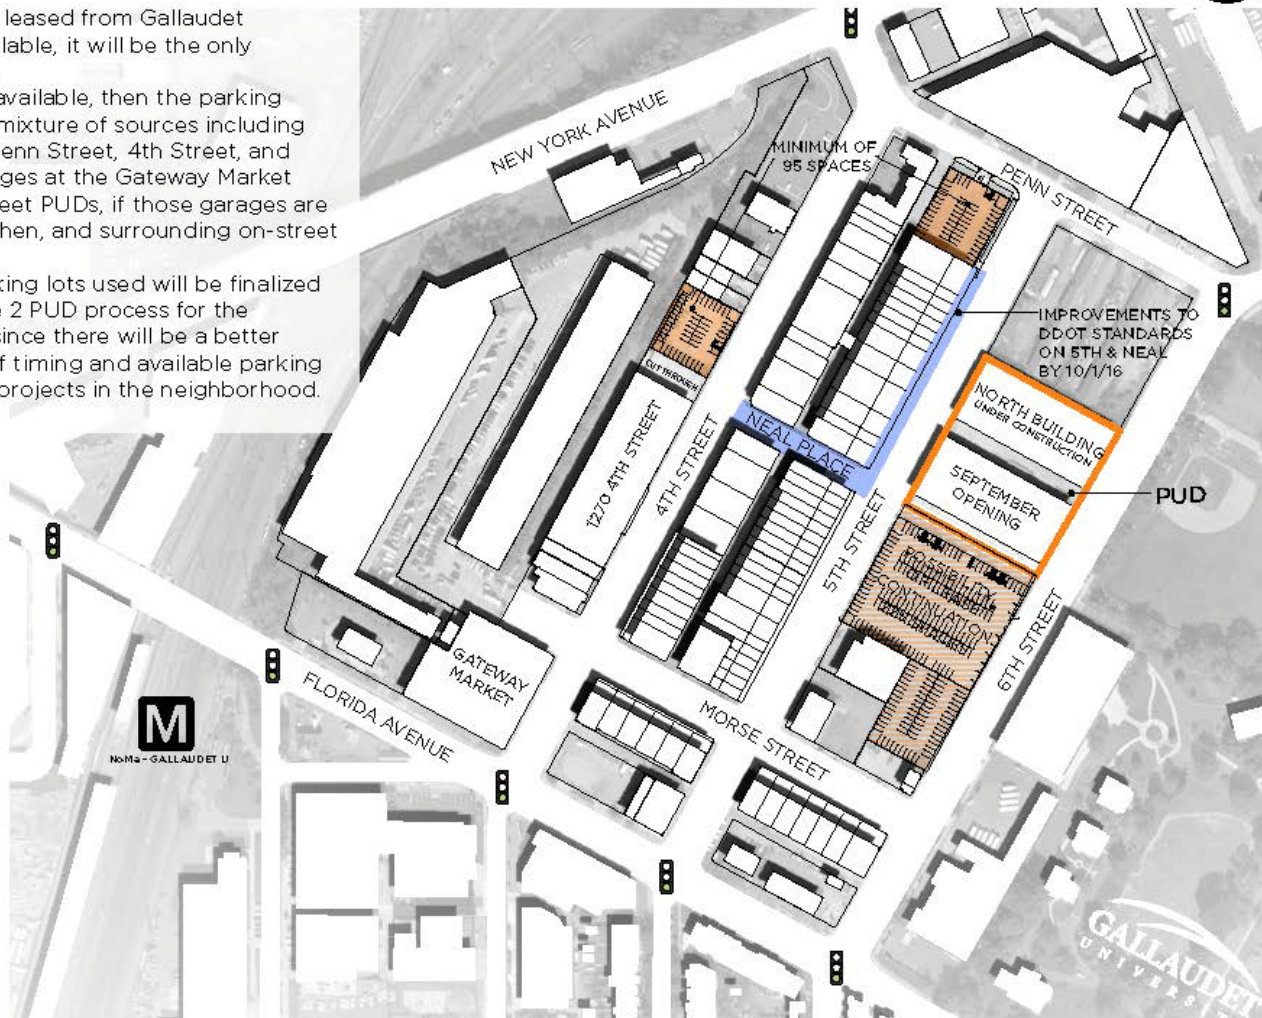 leased from Gallaudet
lable, it will be the only
available, then the parking
mixture of sources including
enn Street, 4th Street, and
ges at the Gateway Market
eet PUDs, if those garages are
hen, and surrounding on-street
king lots used will be finalized
e 2 PUD process for the
since there will be a better
f timing and available parking
projects in the neighborhood.
NEW YORK AVENUE
MINIMUM OF
95 SPACES
PENN STREET
IMPROVEMENTS TO
DDOT STANDARDS
ON 5TH & NEAL
BY 10/1/16
CUT THROUGH
1270 4TH STREET
4TH STREET
NEAL PLACE
NORTH BUILDING
UNDER CONSTRUCTION
SEPTEMBER
OPENING
PUD
5TH STREET
POSSIBILITY
CONTINUATION
6TH STREET
GATEWAY
MARKET
FLORIDA AVENUE
MORSE STREET
M
NoMa - GALLAUDET U
GALLAUDET